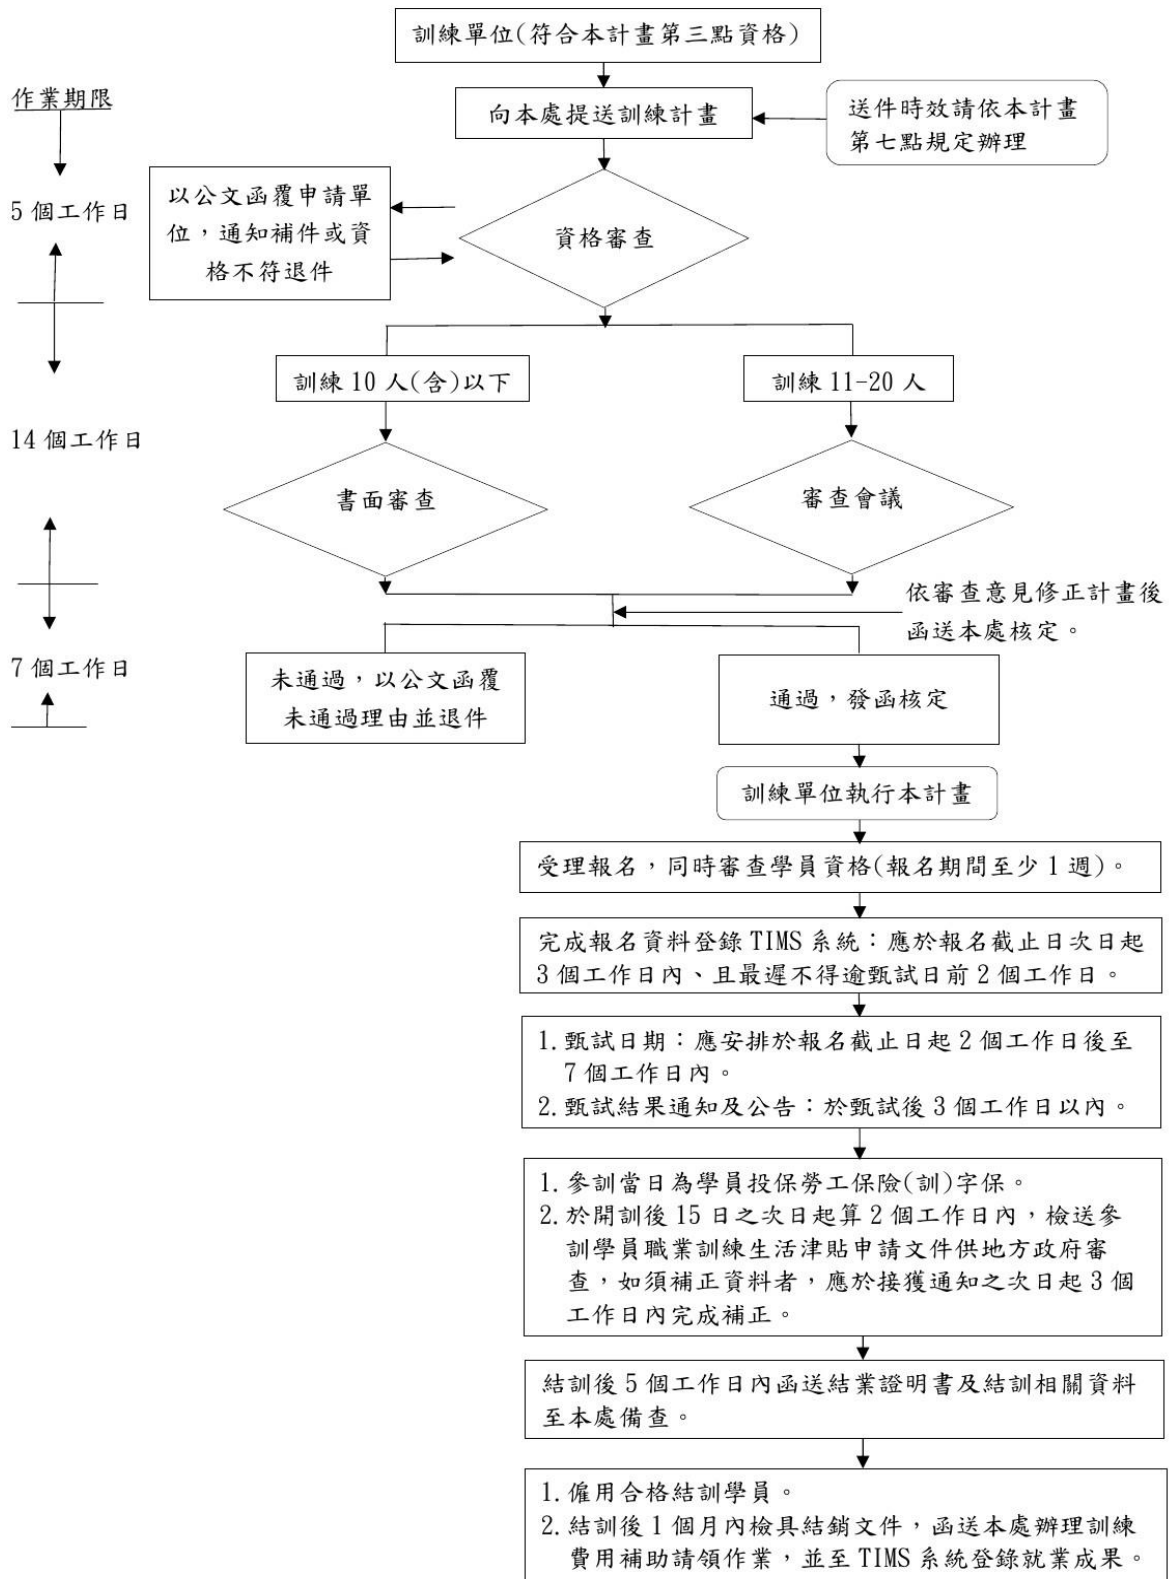 訓練單位(符合本計畫第三點資格)
作業期限
向本處提送訓練計畫
送件時效請依本計畫
第七點規定辦理
5 個工作日
以公文函覆申請單
位，通知補件或資
格不符退件
資格審查
訓練 10 人(含)以下
訓練 11-20 人
14 個工作日
書面審查
審查會議
依審查意見修正計畫後
函送本處核定。
7 個工作日
未通過，以公文函覆
未通過理由並退件
通過，發函核定
訓練單位執行本計畫
受理報名，同時審查學員資格(報名期間至少 1 週)。
完成報名資料登錄 TIMS 系統：應於報名截止日次日起
3 個工作日內、且最遲不得逾甄試日前 2 個工作日。
1. 甄試日期：應安排於報名截止日起 2 個工作日後至
7 個工作日內。
2. 甄試結果通知及公告：於甄試後 3 個工作日以內。
1. 參訓當日為學員投保勞工保險(訓)字保。
2. 於開訓後 15 日之次日起算 2 個工作日內，檢送參
訓學員職業訓練生活津貼申請文件供地方政府審
查，如須補正資料者，應於接獲通知之次日起 3 個
工作日內完成補正。
結訓後 5 個工作日內函送結業證明書及結訓相關資料
至本處備查。
1. 僱用合格結訓學員。
2. 結訓後 1 個月內檢具結銷文件，函送本處辦理訓練
費用補助請領作業，並至 TIMS 系統登錄就業成果。